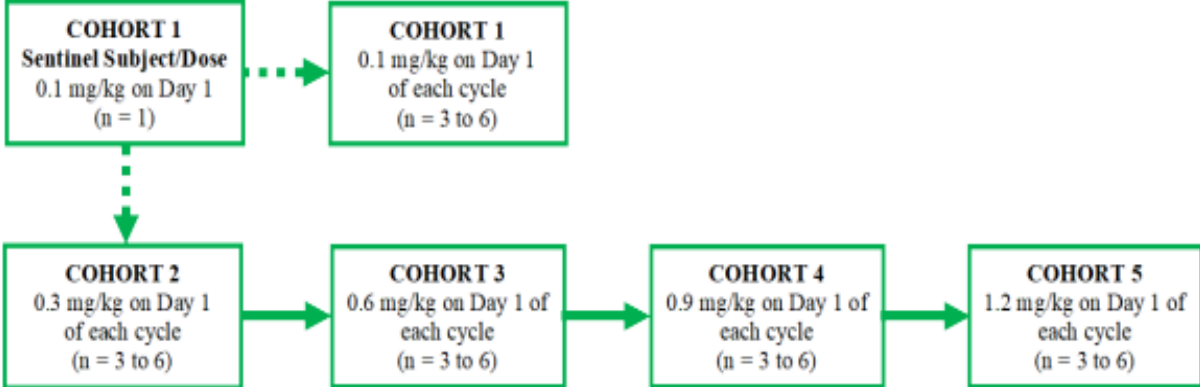 COHORT 1
Sentinel Subject/Dose
0.1 mg/kg on Day 1
(n = 1)
COHORT 1
0.1 mg/kg on Day 1
of each cycle
(n = 3 to 6)
COHORT 2
0.3 mg/kg on Day 1
of each cycle
(n = 3 to 6)
COHORT 3
0.6 mg/kg on Day 1 of
each cycle
(n = 3 to 6)
COHORT 4
0.9 mg/kg on Day 1 of
each cycle
(n = 3 to 6)
COHORT 5
1.2 mg/kg on Day 1 of
each cycle
(n = 3 to 6)